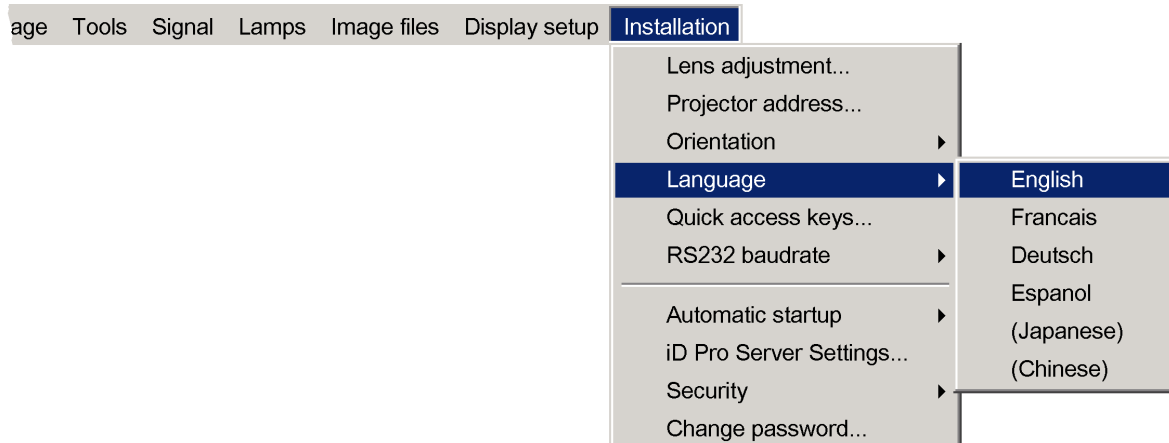 age Tools Signal Lamps Image files Display setup Installation
Lens adjustment...
Projector address...
Orientation
Language
Quick access keys...
RS232 baudrate
Automatic startup
iD Pro Server Settings...
Security
Change password...
English
Francais
Deutsch
Espanol
(Japanese)
(Chinese)